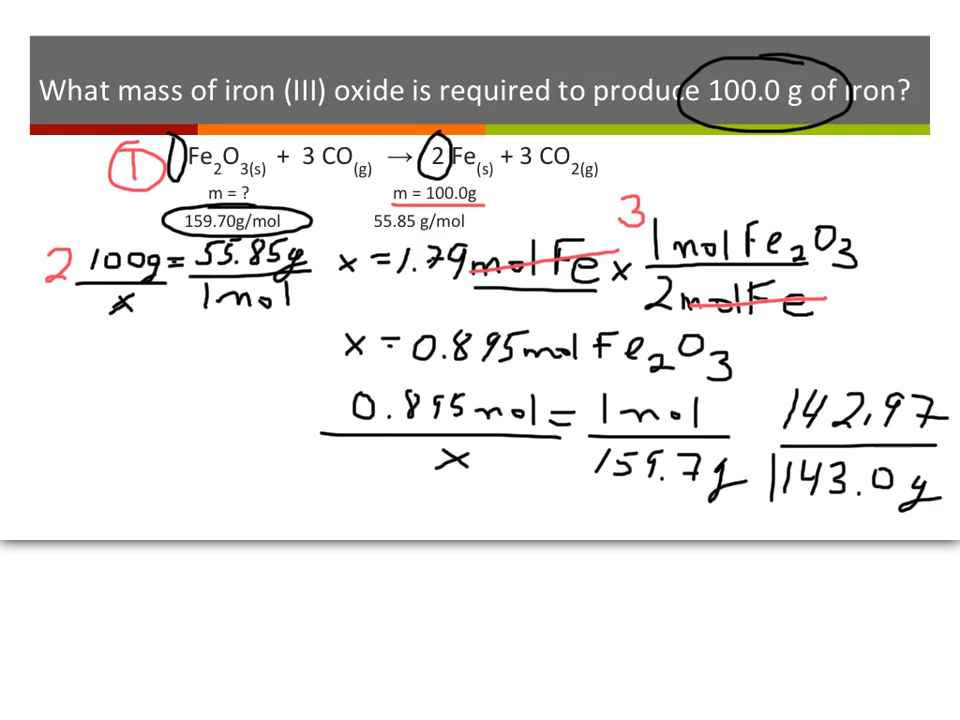 What mass of iron (III) oxide is required to produce 100.0 g of iron?
1 Fe2O3(s) + 3 CO(g) → 2 Fe(s) + 3 CO2(g)
1
m = ? m = 100.0g
159.70g/mol 55.85 g/mol
3
2 100g = 55.85g x = 1.79 mol Fe x 1 mol Fe2O3
x 1 mol 2 mol Fe
x = 0.895 mol Fe2O3
0.895 mol = 1 mol 142.97
x 159.7g 143.0g